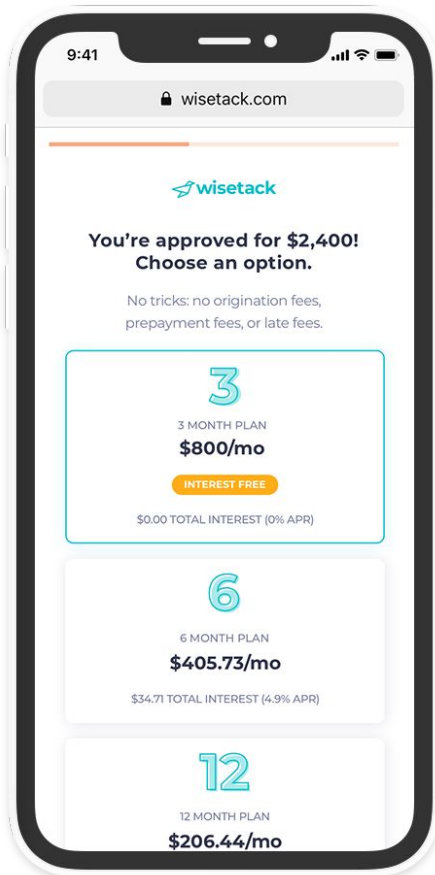 9:41
wisetack.com
wisetack
You’re approved for $2,400!
Choose an option.
No tricks: no origination fees,
prepayment fees, or late fees.
3
3 MONTH PLAN
$800/mo
INTEREST FREE
$0.00 TOTAL INTEREST (0% APR)
6
6 MONTH PLAN
$405.73/mo
$34.71 TOTAL INTEREST (4.9% APR)
12
12 MONTH PLAN
$206.44/mo